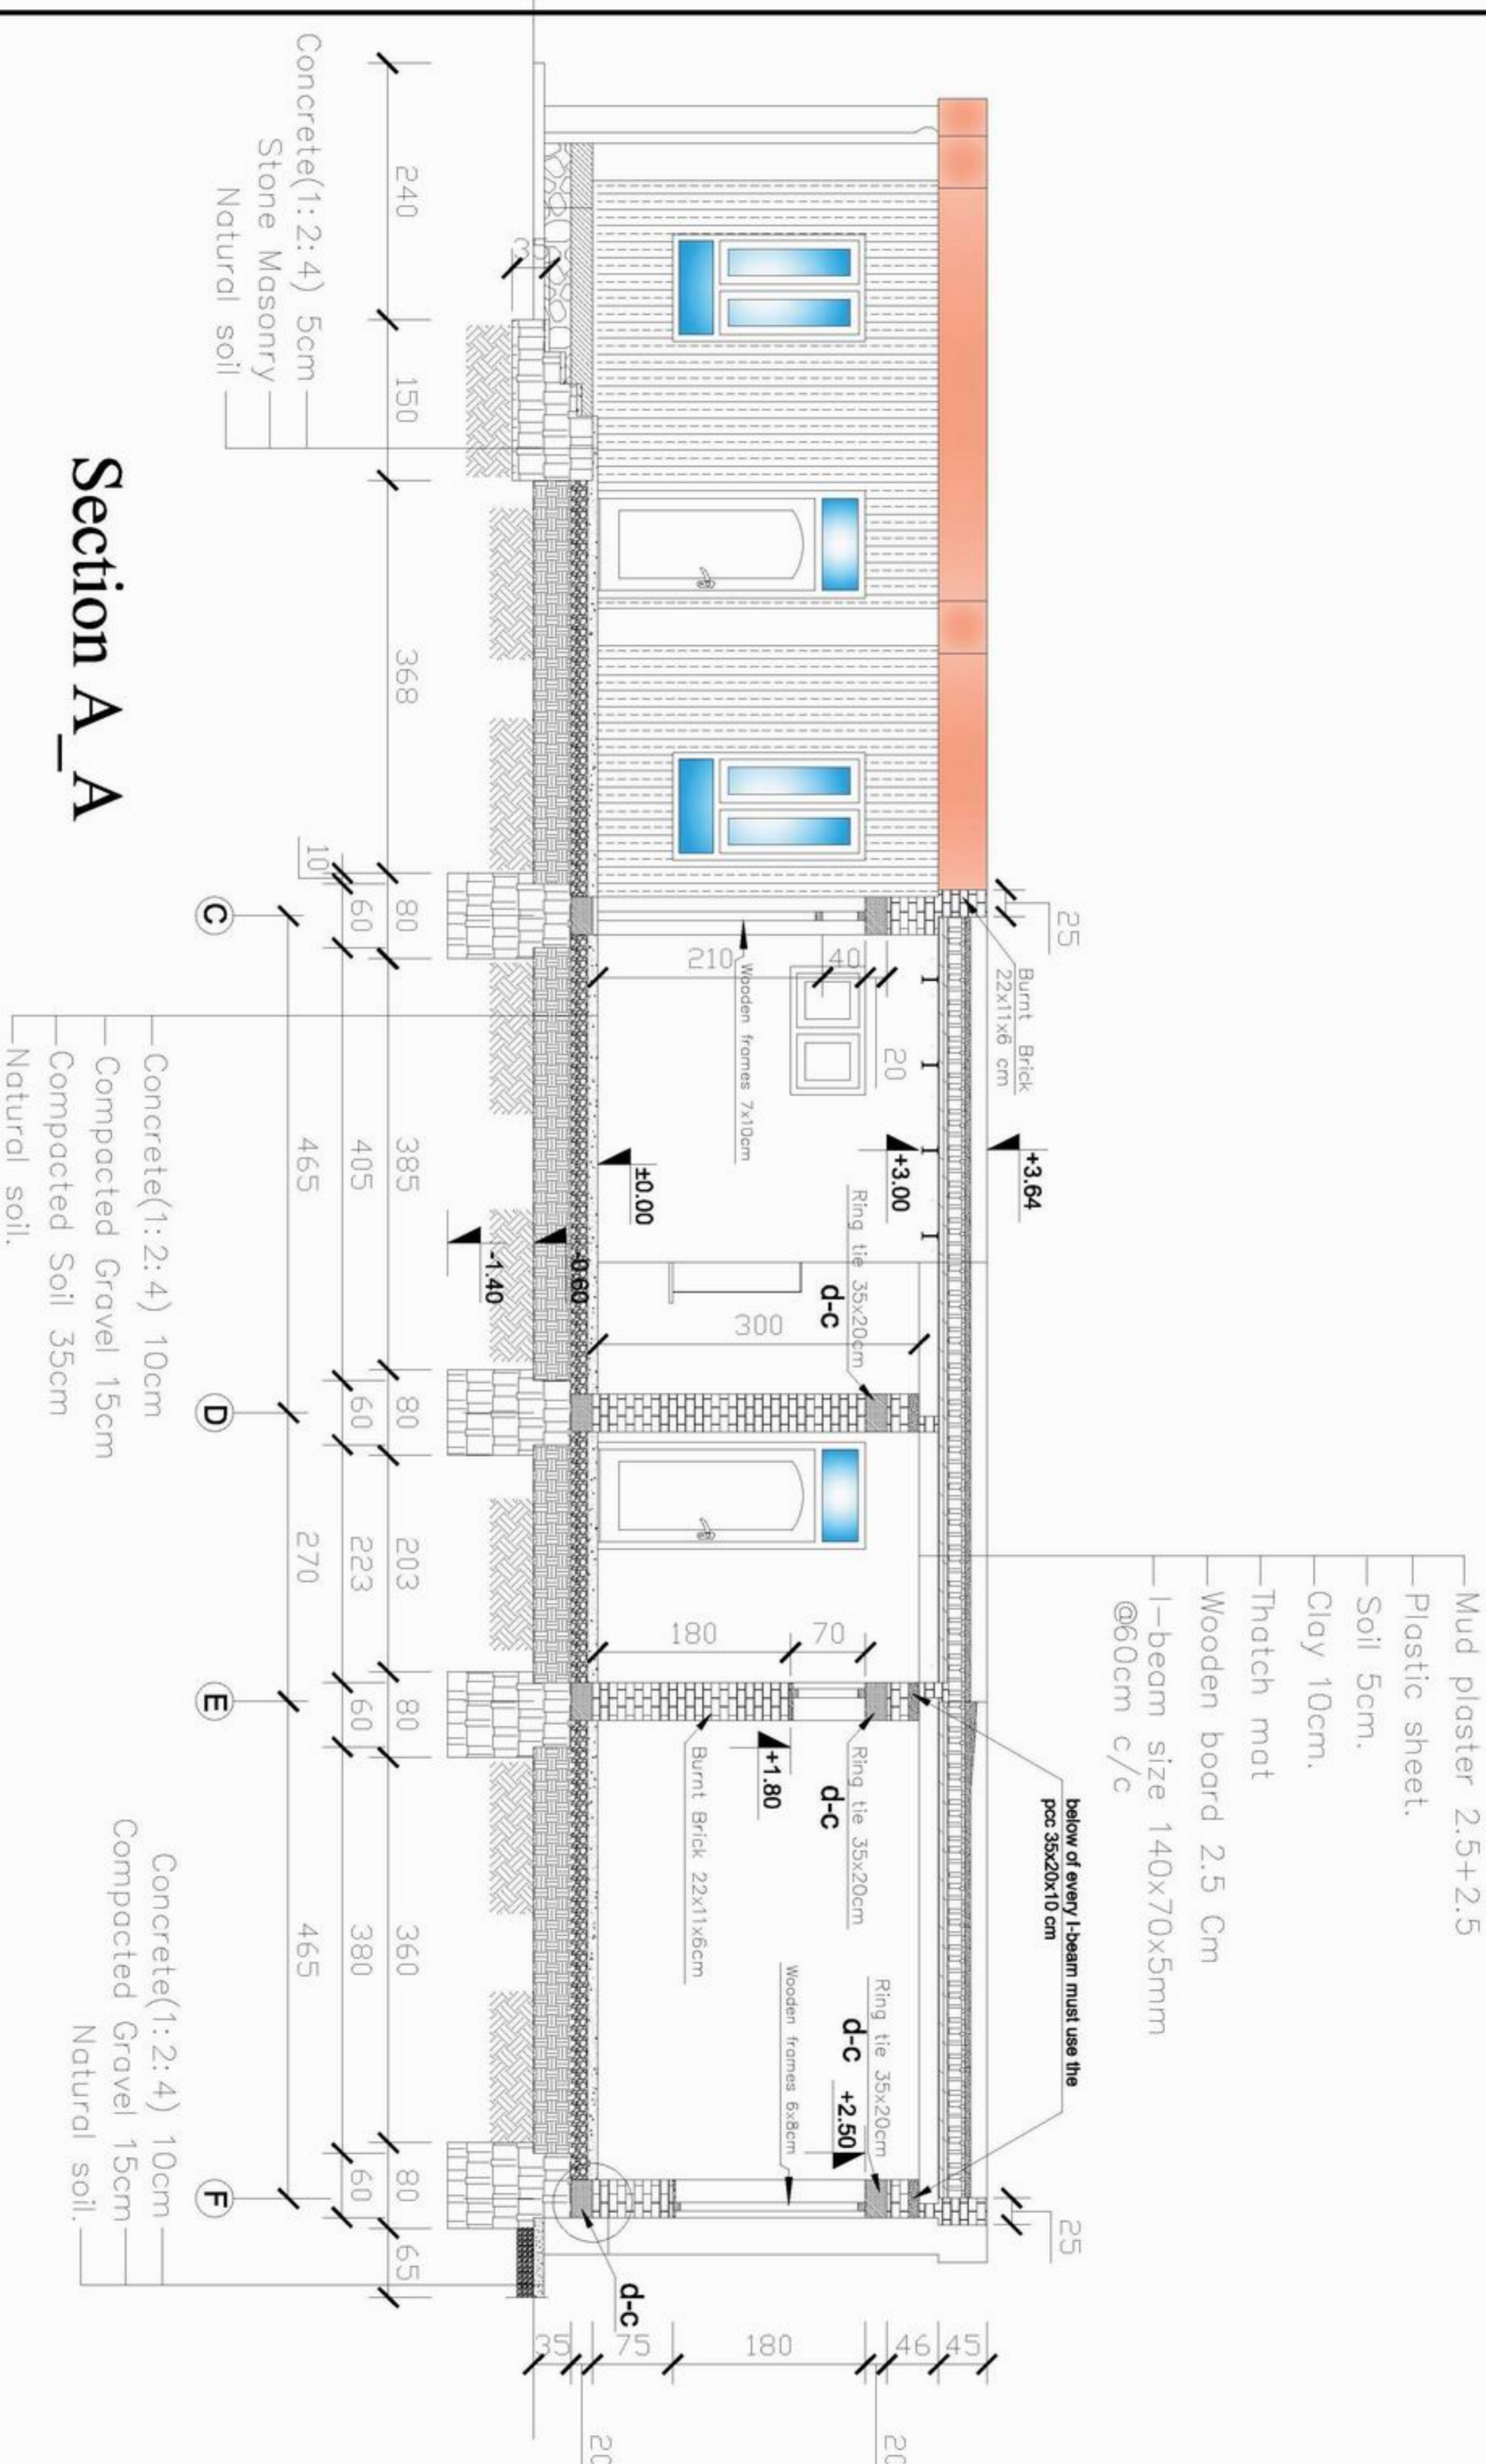 Mud plaster 2.5+2.5
Plastic sheet.
Soil 5cm.
Clay 10cm.
Thatch mat
Wooden board 2.5 Cm
I-beam size 140x70x5mm
@60cm c/c
below of every I-beam must use the
pcc 35x20x10 cm
25
Burnt Brick
22x11x6 cm
+3.64
25
+3.00
20
40
210
Wooden frames 7x10cm
±0.00
Ring tie 35x20cm
d-c
300
-0.60
-1.40
180
70
+1.80
Ring tie 35x20cm
d-c
Burnt Brick 22x11x6cm
Ring tie 35x20cm
d-c
+2.50
Wooden frames 6x8cm
d-c
45
46
20
180
75
20
35
35
240
150
368
80
385
80
203
80
360
80
65
10
60
405
60
223
60
380
60
465
270
465
C
D
E
F
Concrete(1:2:4) 5cm
Stone Masonry
Natural soil
Concrete(1:2:4) 10cm
Compacted Gravel 15cm
Compacted Soil 35cm
Natural soil.
Concrete(1:2:4) 10cm
Compacted Gravel 15cm
Natural soil.
Section A_A